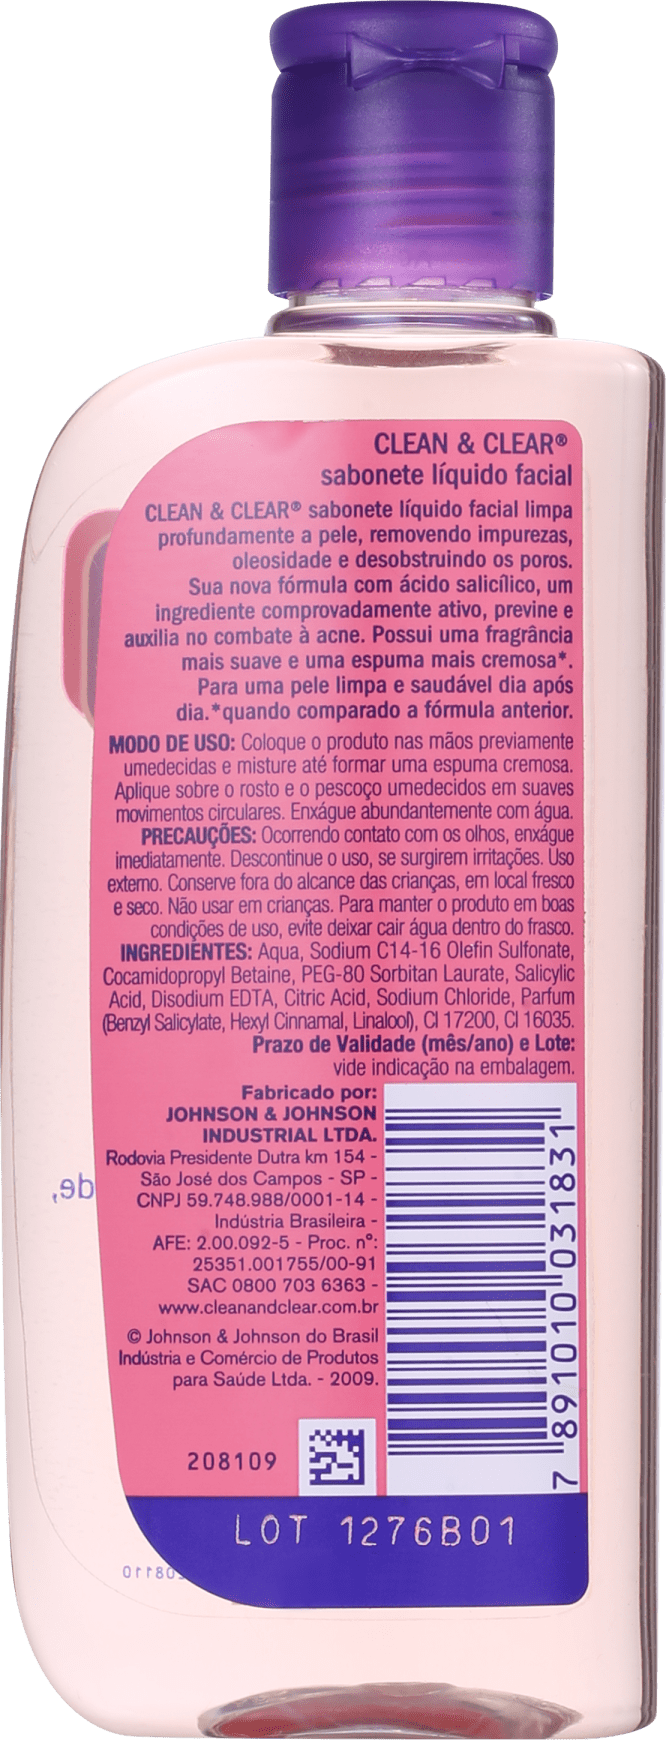 CLEAN & CLEAR®
sabonete líquido facial
CLEAN & CLEAR® sabonete líquido facial limpa
profundamente a pele, removendo impurezas,
oleosidade e desobstruindo os poros.
Sua nova fórmula com ácido salicílico, um
ingrediente comprovadamente ativo, previne e
auxilia no combate à acne. Possui uma fragrância
mais suave e uma espuma mais cremosa*.
Para uma pele limpa e saudável dia após
dia.*quando comparado a fórmula anterior.
MODO DE USO: Coloque o produto nas mãos previamente
umedecidas e misture até formar uma espuma cremosa.
Aplique sobre o rosto e o pescoço umedecidos em suaves
movimentos circulares. Enxágue abundantemente com água.
PRECAUÇÕES: Ocorrendo contato com os olhos, enxágue
imediatamente. Descontinue o uso, se surgirem irritações. Uso
externo. Conserve fora do alcance das crianças, em local fresco
e seco. Não usar em crianças. Para manter o produto em boas
condições de uso, evite deixar cair água dentro do frasco.
INGREDIENTES: Aqua, Sodium C14-16 Olefin Sulfonate,
Cocamidopropyl Betaine, PEG-80 Sorbitan Laurate, Salicylic
Acid, Disodium EDTA, Citric Acid, Sodium Chloride, Parfum
(Benzyl Salicylate, Hexyl Cinnamal, Linalool), CI 17200, CI 16035.
Prazo de Validade (mês/ano) e Lote:
vide indicação na embalagem.
Fabricado por:
JOHNSON & JOHNSON
INDUSTRIAL LTDA.
Rodovia Presidente Dutra km 154 -
São José dos Campos - SP -
CNPJ 59.748.988/0001-14 -
Indústria Brasileira -
AFE: 2.00.092-5 - Proc. nº:
25351.001755/00-91
SAC 0800 703 6363 -
www.cleanandclear.com.br
© Johnson & Johnson do Brasil
Indústria e Comércio de Produtos
para Saúde Ltda. - 2009.
208109
7 891010 031831
LOT 1276B01
de,
208110